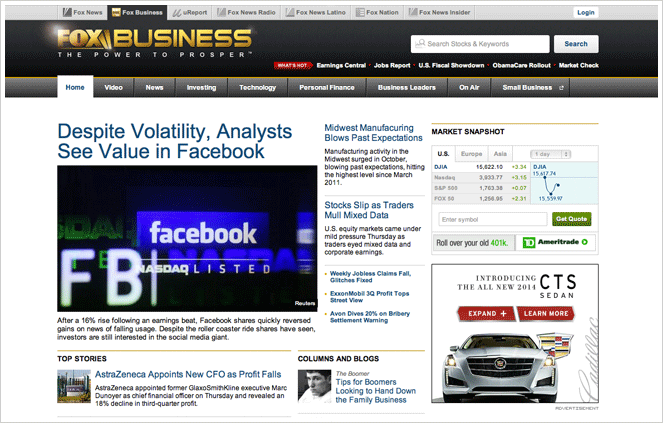 Fox News
Fox Business
uReport
Fox News Radio
Fox News Latino
Fox Nation
Fox News Insider
Login
FOX BUSINESS
THE POWER TO PROSPER
Search Stocks & Keywords
Search
WHAT'S HOT
Earnings Central
Jobs Report
U.S. Fiscal Showdown
ObamaCare Rollout
Market Check
Home
Video
News
Investing
Technology
Personal Finance
Business Leaders
On Air
Small Business
Despite Volatility, Analysts
See Value in Facebook
facebook
NASDAQ LISTED
FB
Reuters
After a 16% rise following an earnings beat, Facebook shares quickly reversed
gains on news of falling usage. Despite the roller coaster ride shares have seen,
investors are still interested in the social media giant.
Midwest Manufacuring
Blows Past Expectations
Manufacturing activity in the
Midwest surged in October,
blowing past expectations, hitting
the highest level since March
2011.
Stocks Slip as Traders
Mull Mixed Data
U.S. equity markets came under
mild pressure Thursday as
traders eyed mixed data and
corporate earnings.
Weekly Jobless Claims Fall,
Glitches Fixed
ExxonMobil 3Q Profit Tops
Street View
Avon Dives 20% on Bribery
Settlement Warning
MARKET SNAPSHOT
U.S.
Europe
Asia
1 day
DJIA 15,622.10 +3.34
Nasdaq 3,933.77 +3.15
S&P 500 1,763.38 +0.07
FOX 50 1,256.95 +2.31
DJIA
15,617.74
15,559.97
Enter symbol
Get Quote
Roll over your old 401k.
TD Ameritrade
INTRODUCING
THE ALL NEW 2014
CTS
SEDAN
EXPAND +
LEARN MORE
Cadillac
ADVERTISEMENT
TOP STORIES
AstraZeneca Appoints New CFO as Profit Falls
AstraZeneca appointed former GlaxoSmithKline executive Marc
Dunoyer as chief financial officer on Thursday and revealed an
18% decline in third-quarter profit.
COLUMNS AND BLOGS
The Boomer
Tips for Boomers
Looking to Hand Down
the Family Business